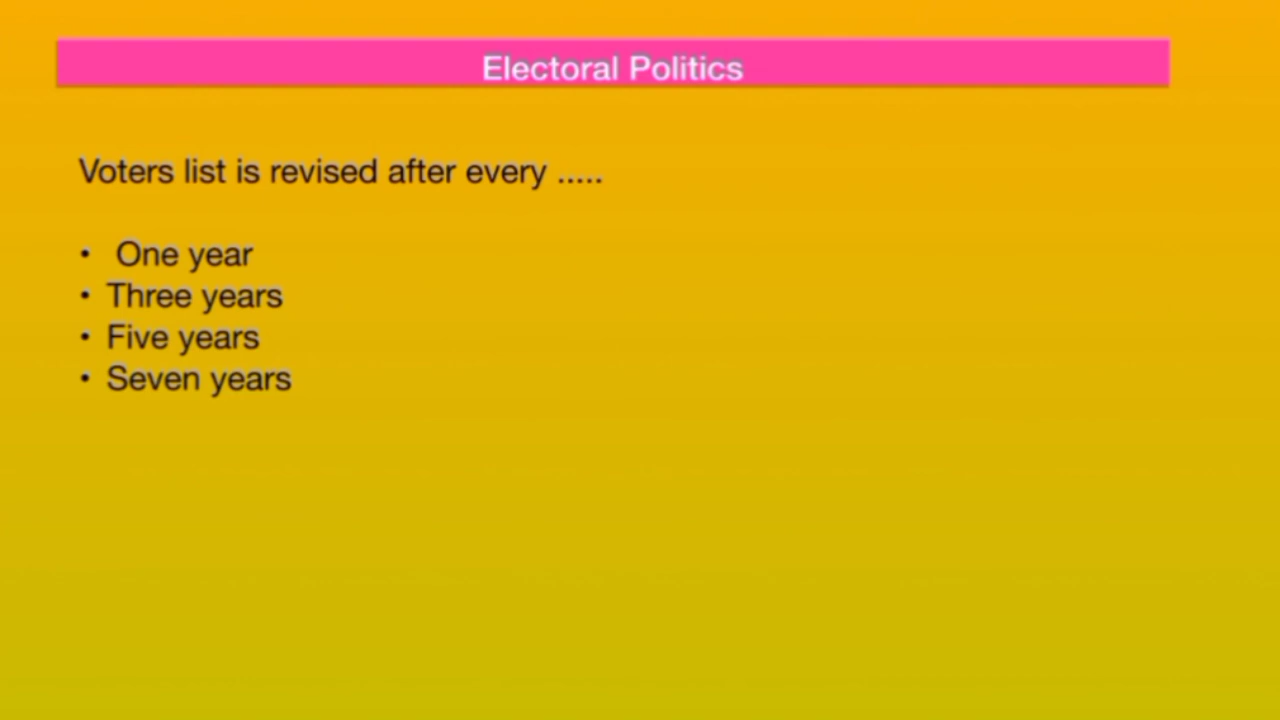 Electoral Politics
Voters list is revised after every .....
• One year
• Three years
• Five years
• Seven years